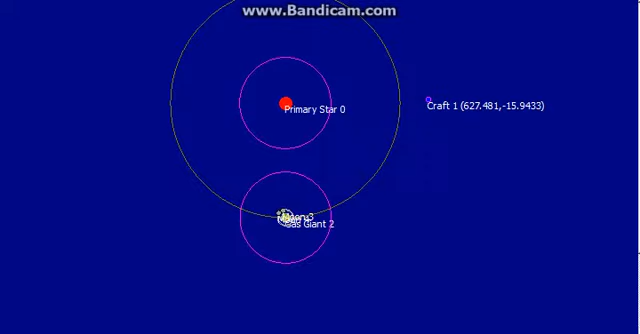 www.Bandicam.com
Primary Star 0
Craft 1 (627.481,-15.9433)
Gas Giant 2